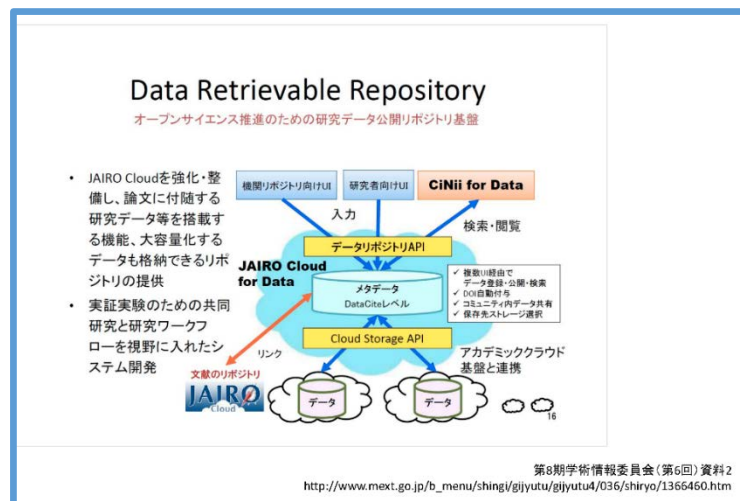 Data Retrievable Repository
オープンサイエンス推進のための研究データ公開リポジトリ基盤
• JAIRO Cloudを強化・整
備し、論文に付随する
研究データ等を搭載す
る機能、大容量化する
データも格納できるリポ
ジトリの提供
• 実証実験のための共同
研究と研究ワークフ
ローを視野に入れたシ
ステム開発
機関リポジトリ向けUI
研究者向けUI
CiNii for Data
入力
検索・閲覧
データリポジトリAPI
JAIRO Cloud
for Data
メタデータ
DataCiteレベル
✓ 複数UI経由で
データ登録・公開・検索
✓ DOI自動付与
✓ コミュニティ内データ共有
✓ 保存先ストレージ選択
Cloud Storage API
リンク
アカデミッククラウド
基盤と連携
文献のリポジトリ
JAIRO
Cloud
データ
データ
16
第8期学術情報委員会(第6回)資料2
http://www.mext.go.jp/b_menu/shingi/gijyutu/gijyutu4/036/shiryo/1366460.htm